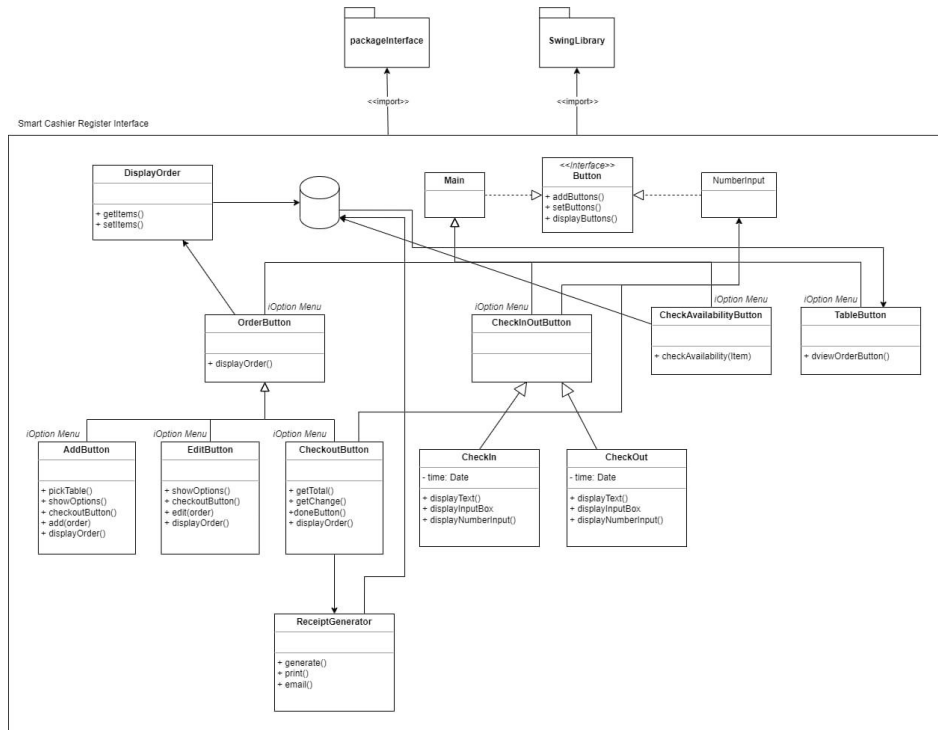 packageInterface
SwingLibrary
<<import>>
<<import>>
Smart Cashier Register Interface
DisplayOrder
+ getItems()
+ setItems()
Main
<<Interface>>
Button
+ addButtons()
+ setButtons()
+ displayButtons()
NumberInput
iOption Menu
OrderButton
+ displayOrder()
iOption Menu
CheckInOutButton
iOption Menu
CheckAvailabilityButton
+ checkAvailability(Item)
iOption Menu
TableButton
+ dviewOrderButton()
iOption Menu
AddButton
+ pickTable()
+ showOptions()
+ checkoutButton()
+ add(order)
+ displayOrder()
iOption Menu
EditButton
+ showOptions()
+ checkoutButton()
+ edit(order)
+ displayOrder()
iOption Menu
CheckoutButton
+ getTotal()
+ getChange()
+doneButton()
+ displayOrder()
CheckIn
- time: Date
+ displayText()
+ displayInputBox
+ displayNumberInput()
CheckOut
- time: Date
+ displayText()
+ displayInputBox
+ displayNumberInput()
ReceiptGenerator
+ generate()
+ print()
+ email()